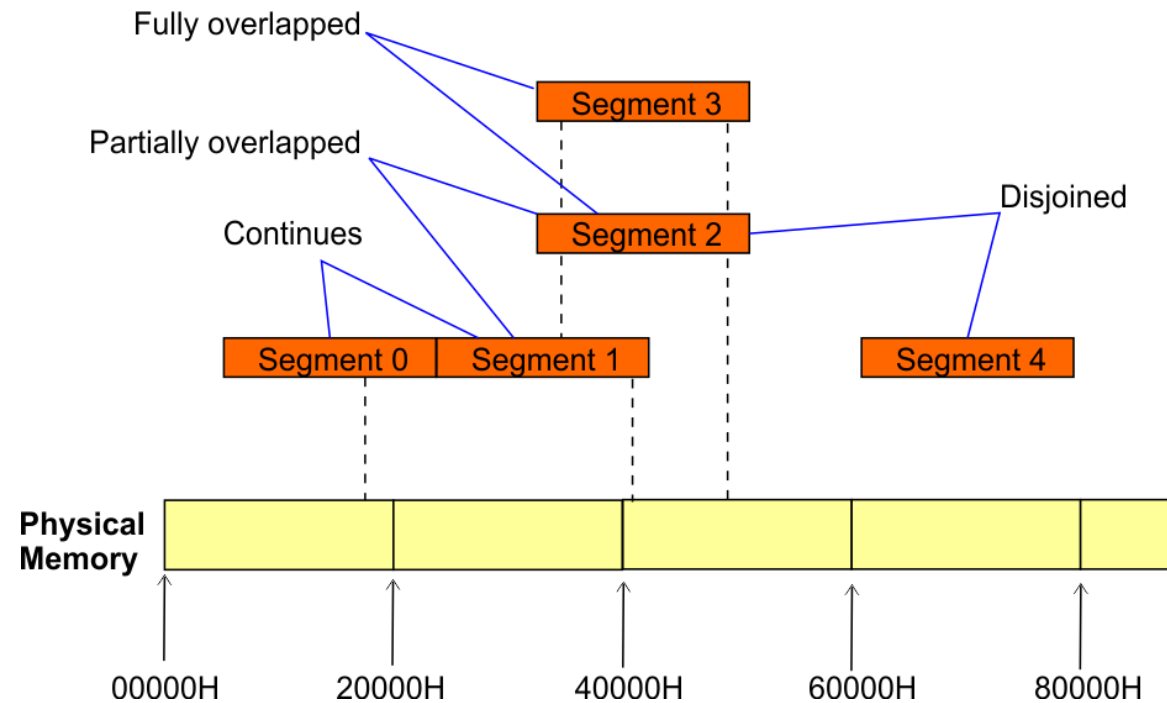 Fully overlapped
Segment 3
Partially overlapped
Disjoined
Continues
Segment 2
Segment 0
Segment 1
Segment 4
Physical
Memory
00000H
20000H
40000H
60000H
80000H